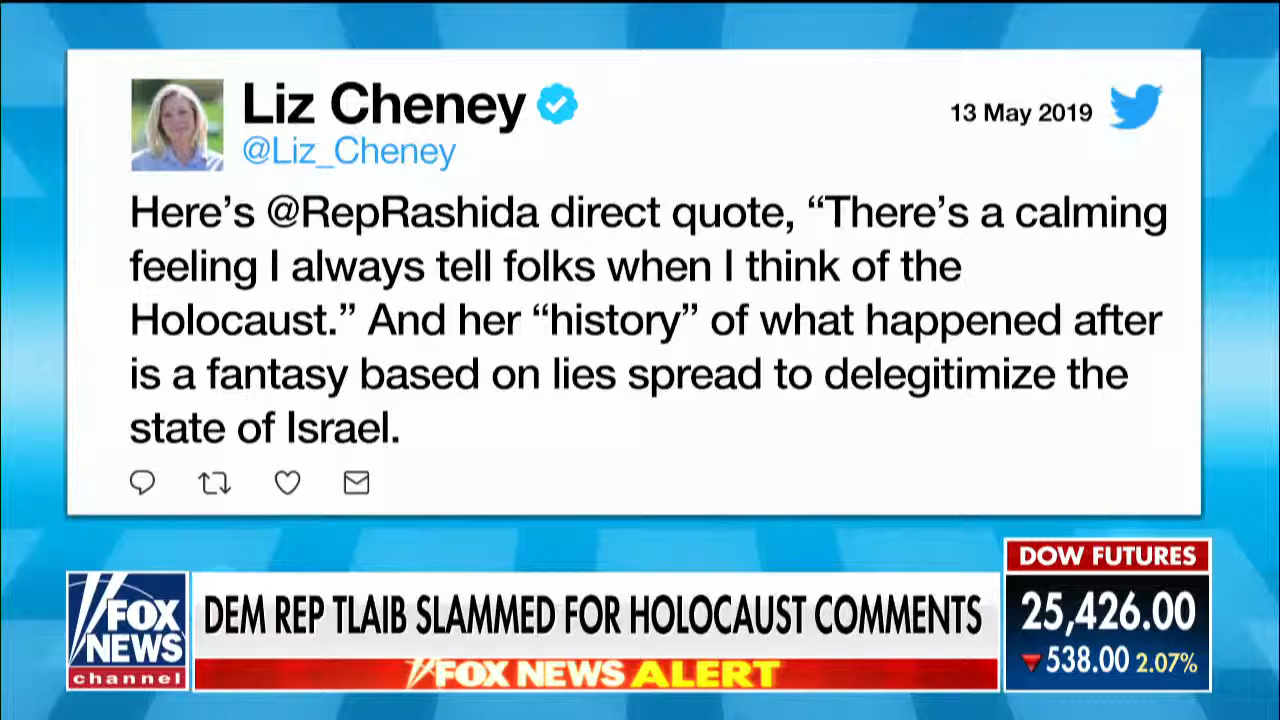 Liz Cheney
@Liz_Cheney
13 May 2019
Here’s @RepRashida direct quote, “There’s a calming
feeling I always tell folks when I think of the
Holocaust.” And her “history” of what happened after
is a fantasy based on lies spread to delegitimize the
state of Israel.
FOX
NEWS
channel
DEM REP TLAIB SLAMMED FOR HOLOCAUST COMMENTS
FOX NEWS ALERT
DOW FUTURES
25,426.00
538.00 2.07%